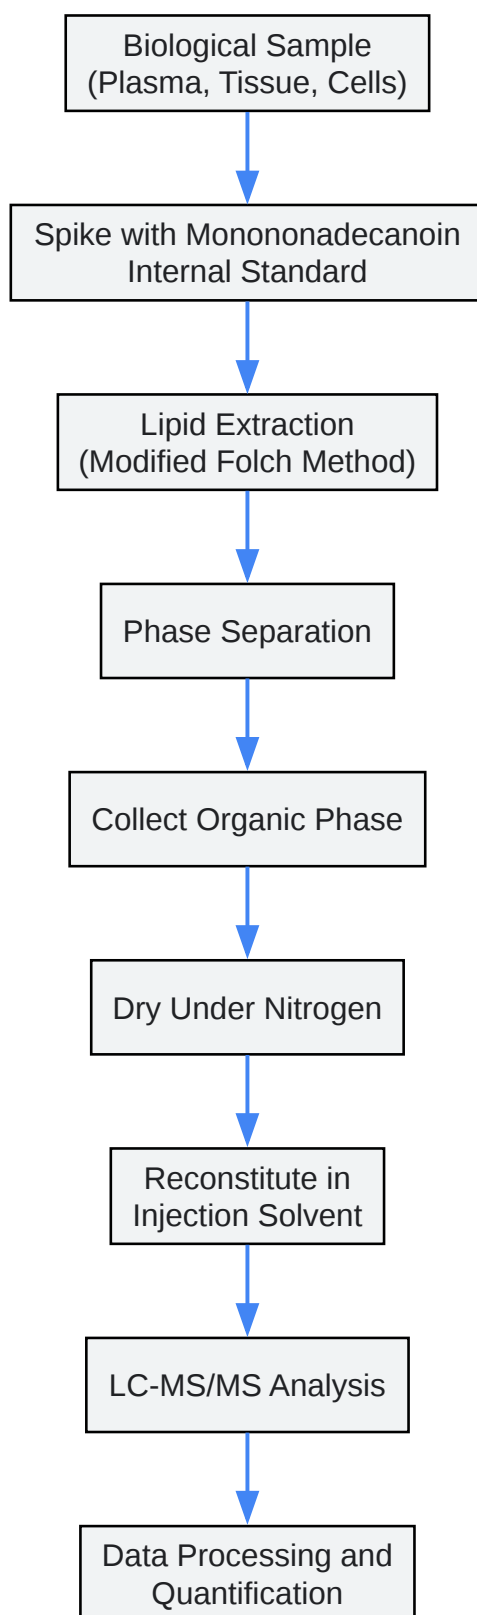 Biological Sample
(Plasma, Tissue, Cells)
Spike with Monononadecanoin
Internal Standard
Lipid Extraction
(Modified Folch Method)
Phase Separation
Collect Organic Phase
Dry Under Nitrogen
Reconstitute in
Injection Solvent
LC-MS/MS Analysis
Data Processing and
Quantification